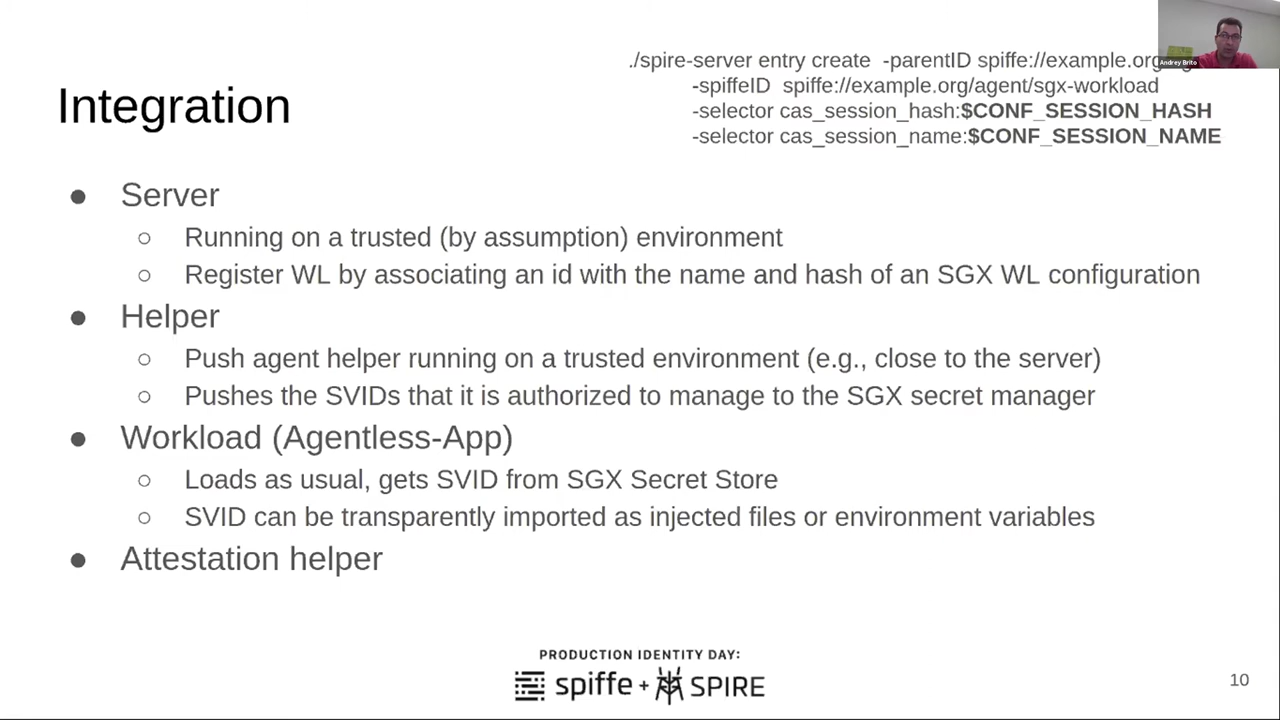 ./spire-server entry create -parentID spiffe://example.org
Andrey Brito
-spiffeID spiffe://example.org/agent/sgx-workload
Integration
-selector cas_session_hash:$CONF_SESSION_HASH
-selector cas_session_name:$CONF_SESSION_NAME
● Server
○ Running on a trusted (by assumption) environment
○ Register WL by associating an id with the name and hash of an SGX WL configuration
● Helper
○ Push agent helper running on a trusted environment (e.g., close to the server)
○ Pushes the SVIDs that it is authorized to manage to the SGX secret manager
● Workload (Agentless-App)
○ Loads as usual, gets SVID from SGX Secret Store
○ SVID can be transparently imported as injected files or environment variables
● Attestation helper
PRODUCTION IDENTITY DAY:
spiffe + SPIRE
10